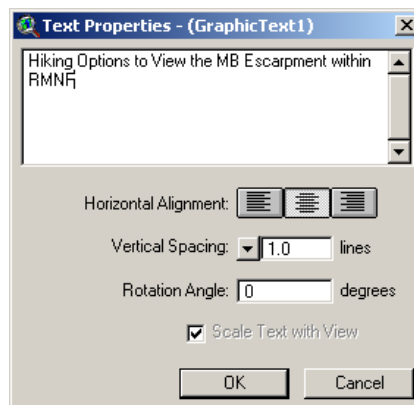 Text Properties - (GraphicText1)
Hiking Options to View the MB Escarpment within
RMNP
Horizontal Alignment:
Vertical Spacing: 1.0 lines
Rotation Angle: 0 degrees
Scale Text with View
OK Cancel